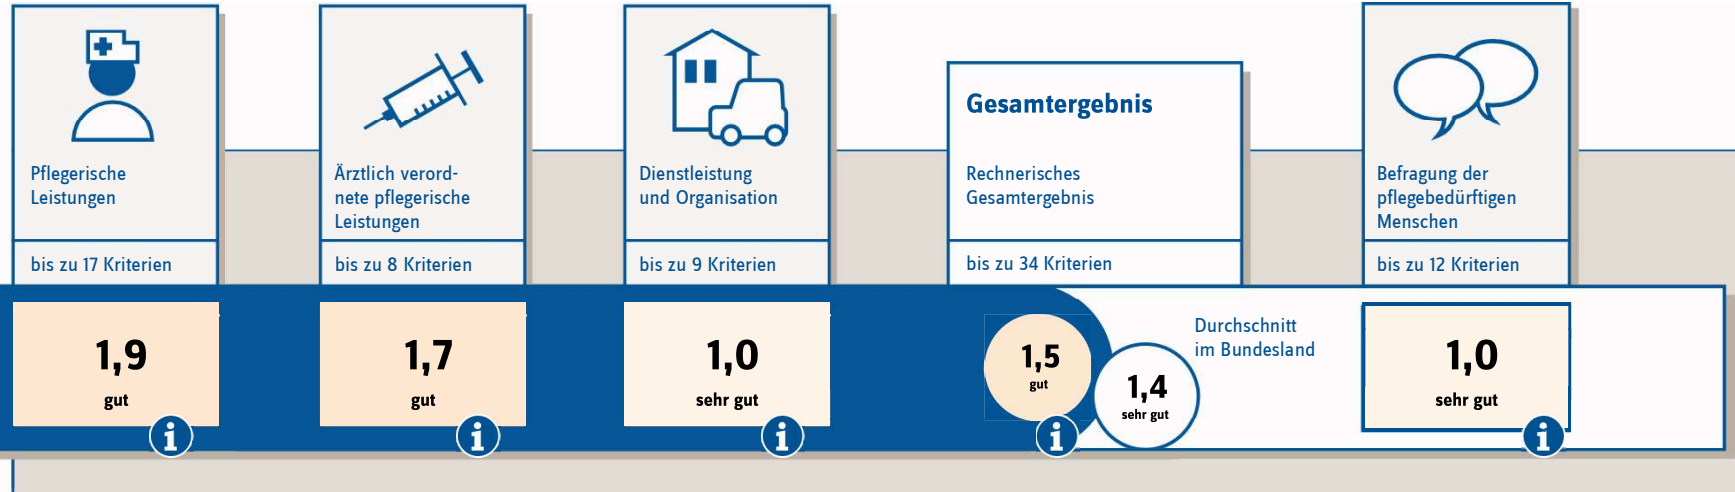 Pflegerische
Leistungen
bis zu 17 Kriterien
1,9
gut
i
Ärztlich verord-
nete pflegerische
Leistungen
bis zu 8 Kriterien
1,7
gut
i
Dienstleistung
und Organisation
bis zu 9 Kriterien
1,0
sehr gut
i
Gesamtergebnis
Rechnerisches
Gesamtergebnis
bis zu 34 Kriterien
1,5
gut
i
1,4
sehr gut
Durchschnitt
im Bundesland
Befragung der
pflegebedürftigen
Menschen
bis zu 12 Kriterien
1,0
sehr gut
i